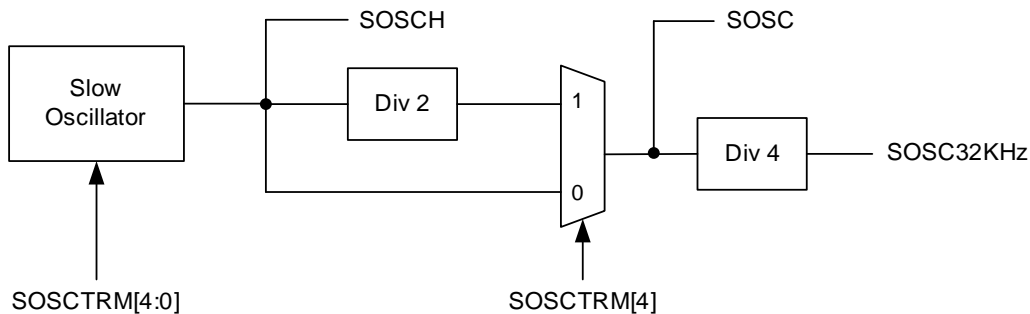 SOSCH
SOSC
Slow
Oscillator
Div 2
1
0
Div 4
SOSC32KHz
SOSCTRM[4:0]
SOSCTRM[4]